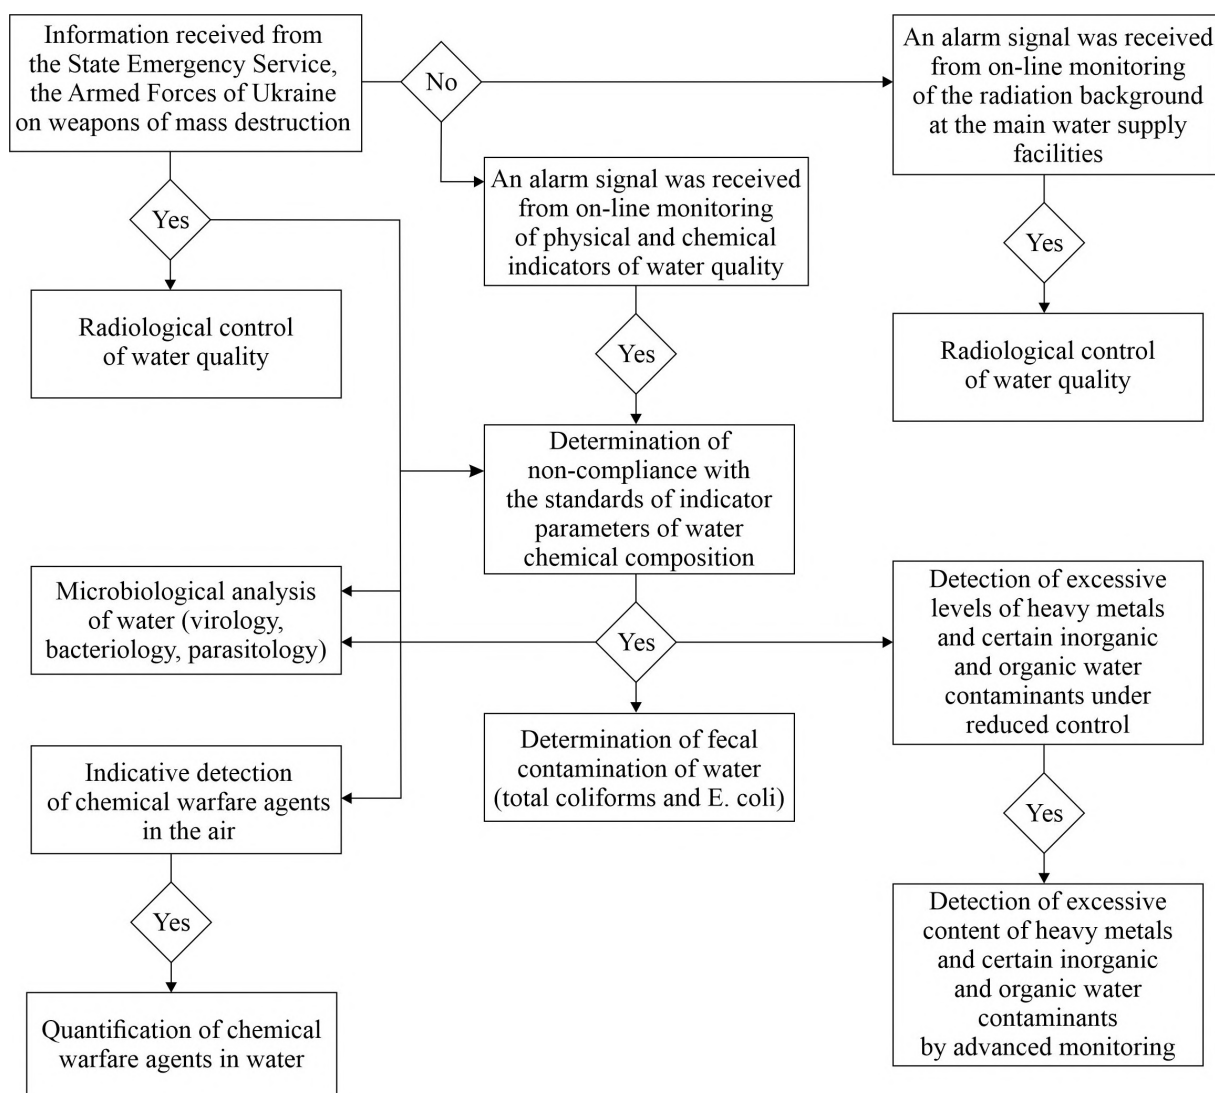 Information received from
the State Emergency Service,
the Armed Forces of Ukraine
on weapons of mass destruction
No
An alarm signal was received
from on-line monitoring
of the radiation background
at the main water supply
facilities
An alarm signal was received
from on-line monitoring
of physical and chemical
indicators of water quality
Yes
Yes
Radiological control
of water quality
Yes
Radiological control
of water quality
Determination of
non-compliance with
the standards of indicator
parameters of water
chemical composition
Microbiological analysis
of water (virology,
bacteriology, parasitology)
Yes
Detection of excessive
levels of heavy metals
and certain inorganic
and organic water
contaminants under
reduced control
Determination of fecal
contamination of water
(total coliforms and E. coli)
Indicative detection
of chemical warfare agents
in the air
Yes
Yes
Detection of excessive
content of heavy metals
and certain inorganic
and organic water
contaminants
by advanced monitoring
Quantification of chemical
warfare agents in water